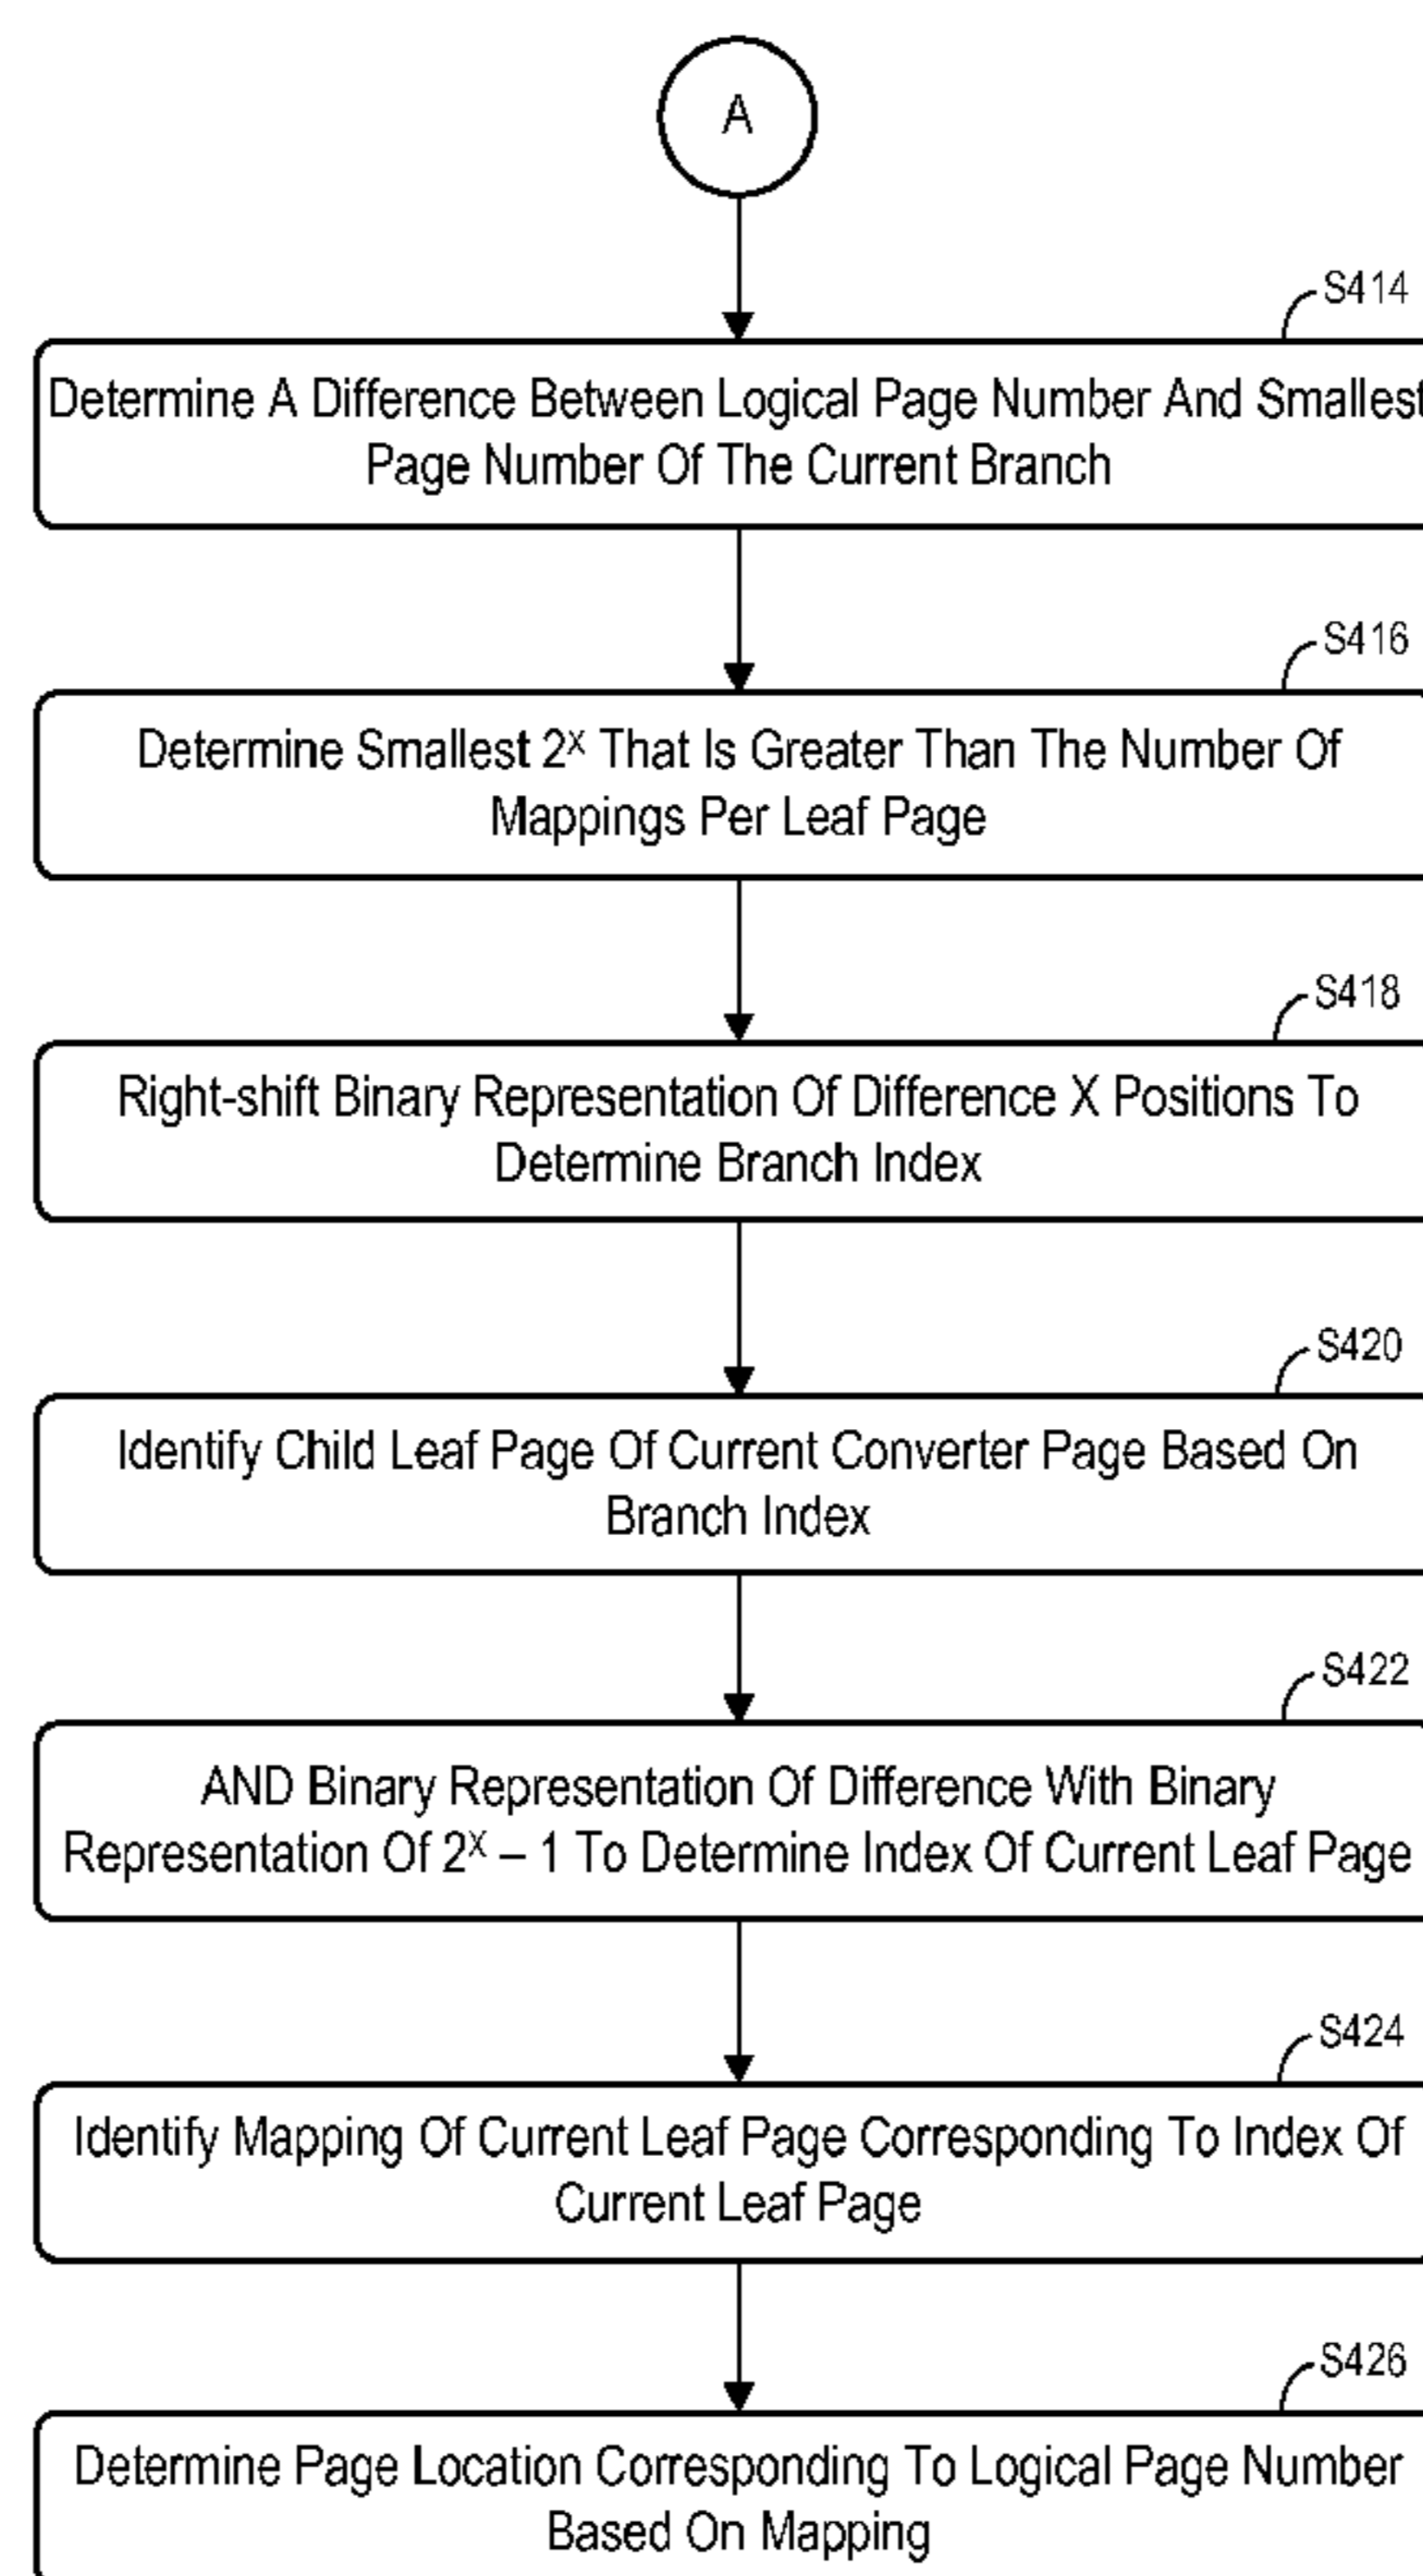 A
S414
Determine A Difference Between Logical Page Number And Smallest
Page Number Of The Current Branch
S416
Determine Smallest 2ˣ That Is Greater Than The Number Of
Mappings Per Leaf Page
S418
Right-shift Binary Representation Of Difference X Positions To
Determine Branch Index
S420
Identify Child Leaf Page Of Current Converter Page Based On
Branch Index
S422
AND Binary Representation Of Difference With Binary
Representation Of 2ˣ – 1 To Determine Index Of Current Leaf Page
S424
Identify Mapping Of Current Leaf Page Corresponding To Index Of
Current Leaf Page
S426
Determine Page Location Corresponding To Logical Page Number
Based On Mapping